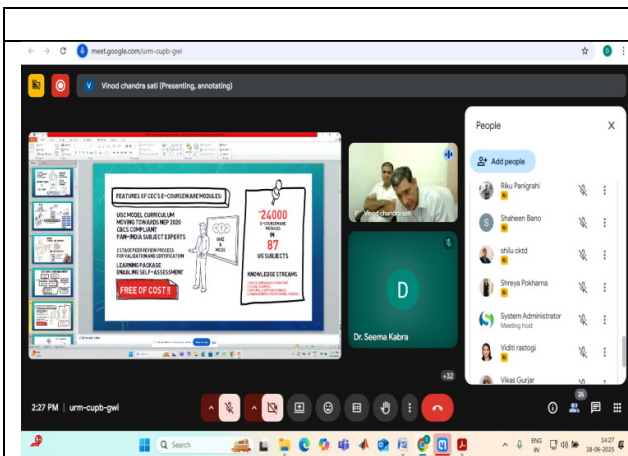 meet.google.com/urm-cupb-gwi
D
V Vinod chandra sati (Presenting, annotating)
FEATURES OF CEC'S E-COURSEWARE MODULES:
UGC MODEL CURRICULUM
MOVING TOWARDS NEP 2020
CBCS COMPLIANT
PAN-INDIA SUBJECT EXPERTS
2 STAGE PEER REVIEW PROCESS
FOR VALIDATION AND CERTIFICATION
LEARNING PACKAGE
ENABLING SELF-ASSESSMENT
FREE OF COST !!
UGC
& MOES
~24000
E-COURSEWARE
MODULES
IN
87
UG SUBJECTS
KNOWLEDGE STREAMS
Vinod chandra sati
D
Dr. Seema Kabra
+32
People
Add people
Riku Panigrahi
S Shaheen Bano
shilu cktd
Shreya Pokharna
System Administrator
Meeting host
Viditi rastogi
Vikas Gurjar
2:27 PM | urm-cupb-gwi
35
Search
ENG
IN
14:27
18-06-2025